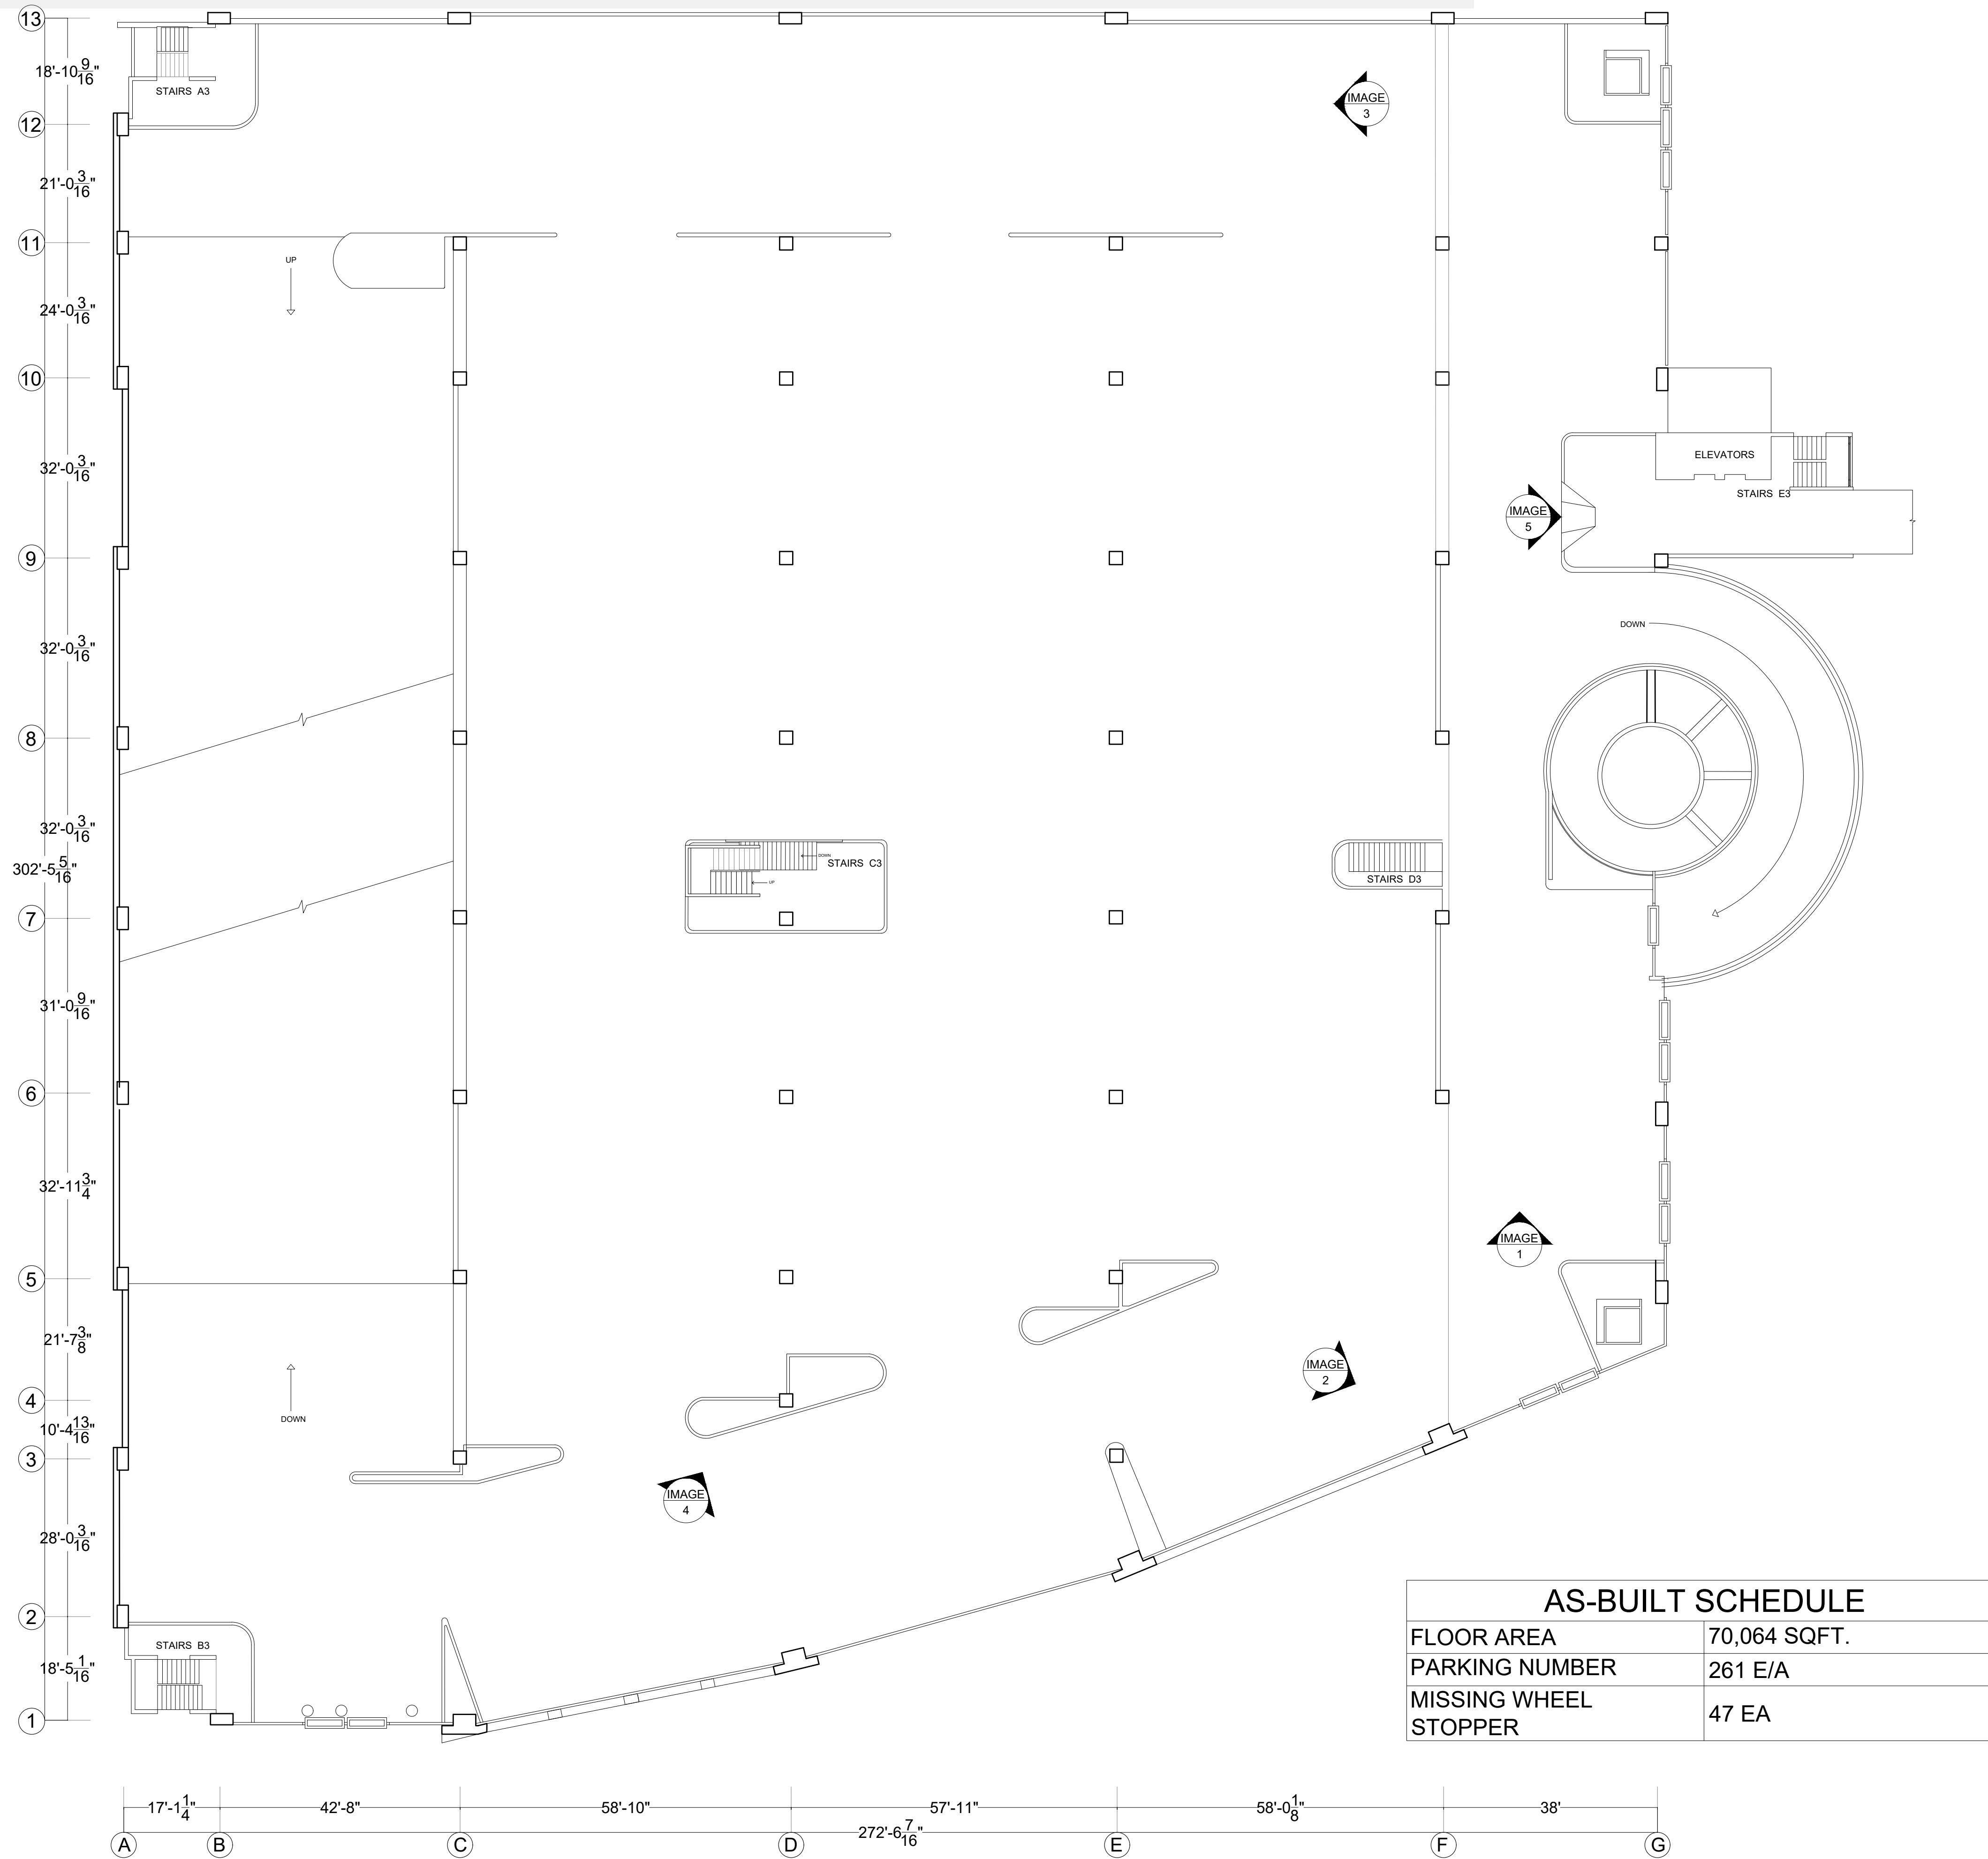 13
18'-10 9/16"
STAIRS A3
IMAGE
3
12
21'-0 3/16"
11
UP
24'-0 3/16"
10
32'-0 3/16"
ELEVATORS
STAIRS E3
IMAGE
5
9
32'-0 3/16"
DOWN
8
32'-0 3/16"
302'-5 5/16"
DOWN
STAIRS C3
UP
STAIRS D3
7
31'-0 9/16"
6
32'-11 3/4"
IMAGE
1
5
21'-7 3/8"
IMAGE
2
4
DOWN
10'-4 13/16"
3
IMAGE
4
28'-0 3/16"
2
STAIRS B3
18'-5 1/16"
1
AS-BUILT SCHEDULE
FLOOR AREA 70,064 SQFT.
PARKING NUMBER 261 E/A
MISSING WHEEL
STOPPER 47 EA
17'-1 1/4" 42'-8" 58'-10" 57'-11" 58'-0 1/8" 38'
272'-6 7/16"
A B C D E F G